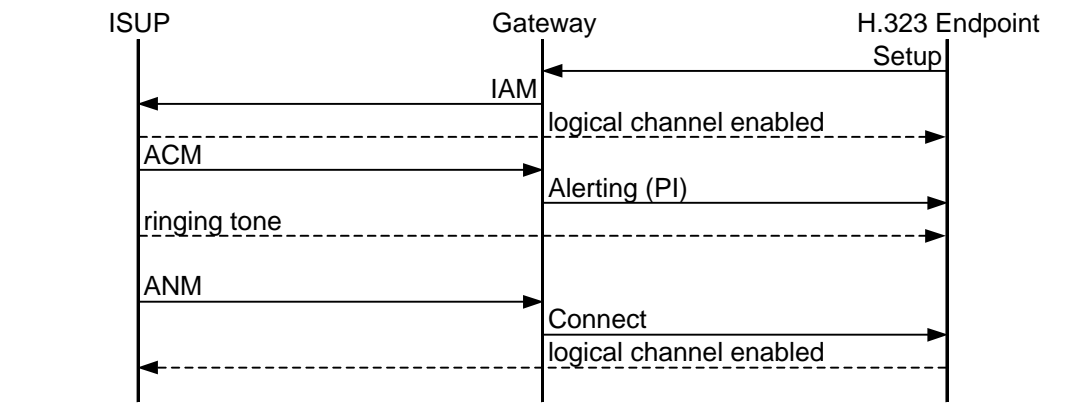 ISUP Gateway H.323 Endpoint
Setup
IAM
logical channel enabled
ACM
Alerting (PI)
ringing tone
ANM
Connect
logical channel enabled